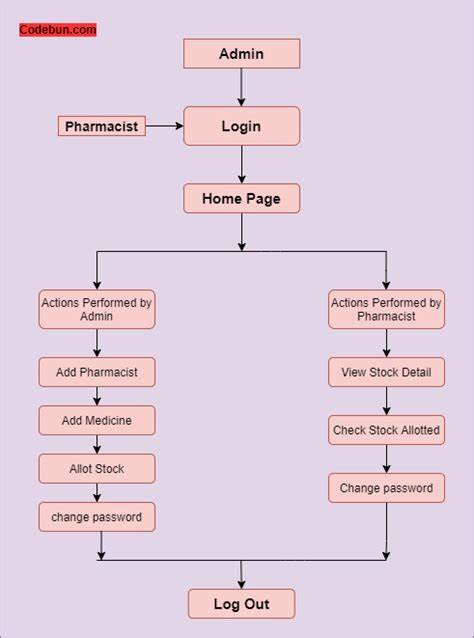 Codebun.com
Admin
Pharmacist
Login
Home Page
Actions Performed by
Admin
Add Pharmacist
Add Medicine
Allot Stock
change password
Actions Performed by
Pharmacist
View Stock Detail
Check Stock Allotted
Change password
Log Out